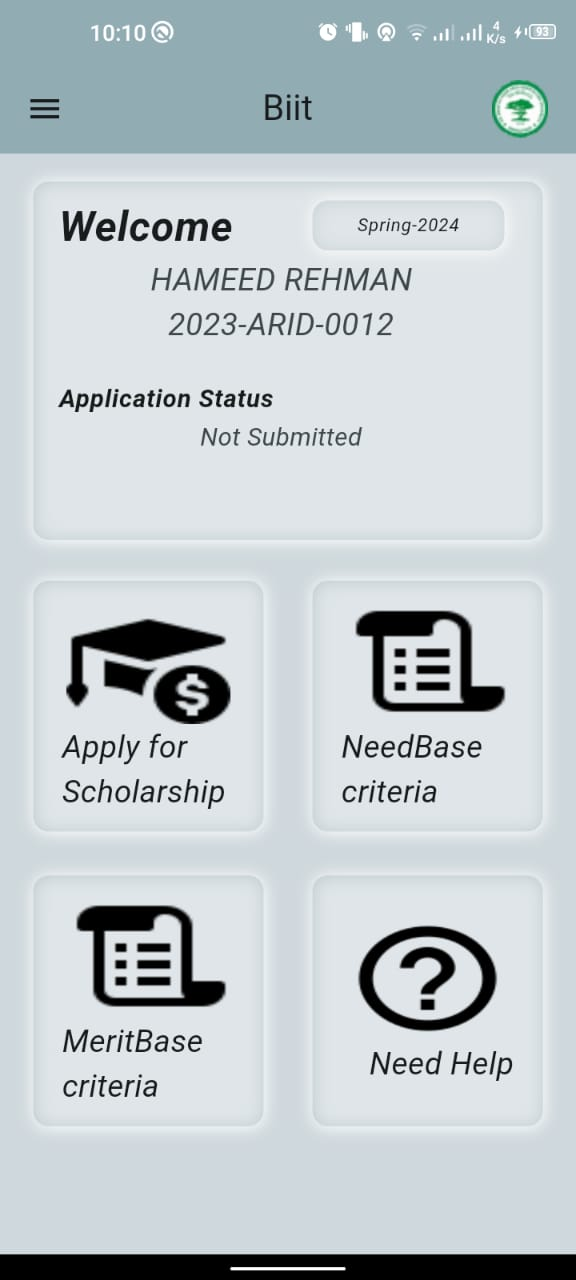 10:10
4
K/s
93
Biit
Welcome
Spring-2024
HAMEED REHMAN
2023-ARID-0012
Application Status
Not Submitted
$
Apply for
Scholarship
NeedBase
criteria
MeritBase
criteria
?
Need Help